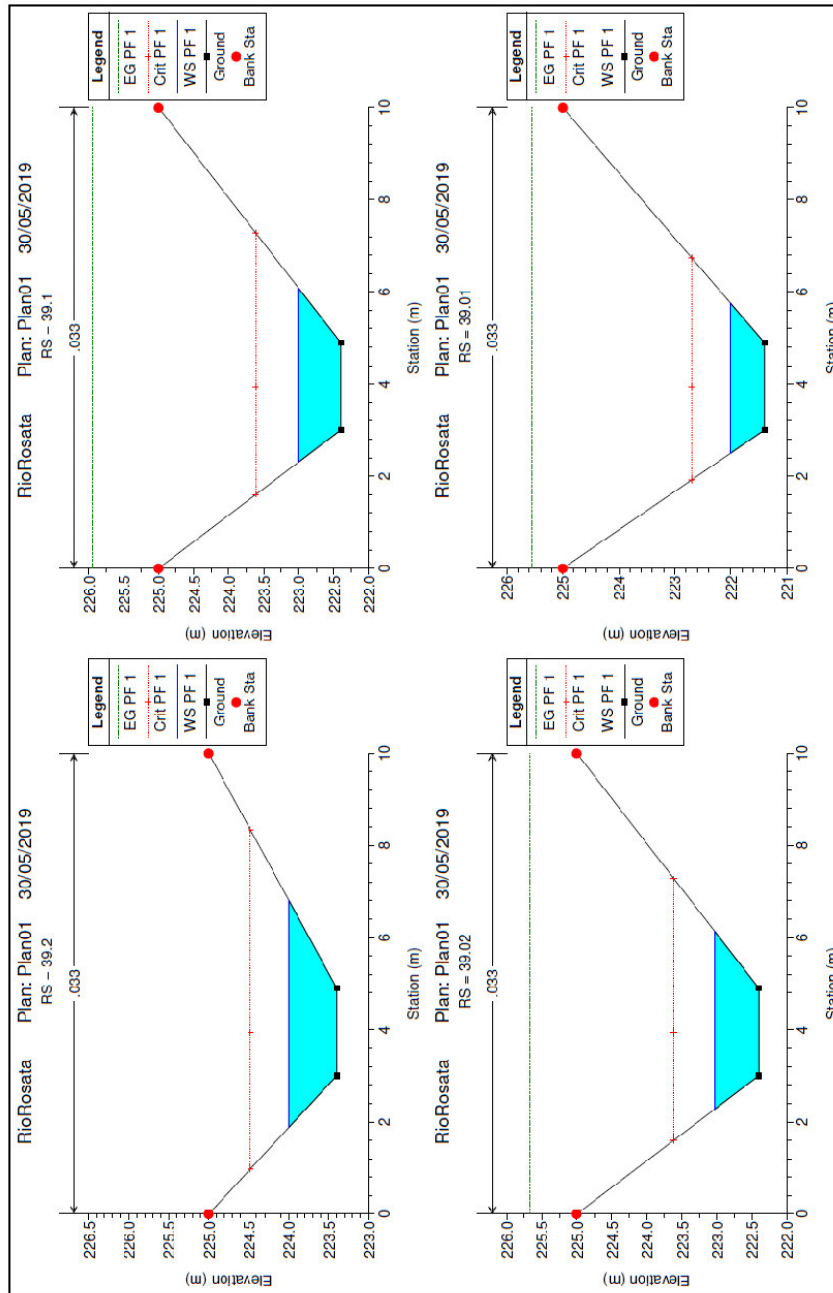 RioRosata Plan: Plan01 30/05/2019
RS - 39.2
.033
Legend
EG PF 1
Crit PF 1
WS PF 1
Ground
Bank Sta
226.5
226.0
225.5
225.0
224.5
224.0
223.5
223.0
Elevation (m)
0 2 4 6 8 10
Station (m)
RioRosata Plan: Plan01 30/05/2019
RS - 39.1
.033
Legend
EG PF 1
Crit PF 1
WS PF 1
Ground
Bank Sta
226.0
225.5
225.0
224.5
224.0
223.5
223.0
222.5
222.0
Elevation (m)
0 2 4 6 8 10
Station (m)
RioRosata Plan: Plan01 30/05/2019
RS = 39.02
.033
Legend
EG PF 1
Crit PF 1
WS PF 1
Ground
Bank Sta
226.0
225.5
225.0
224.5
224.0
223.5
223.0
222.5
222.0
Elevation (m)
0 2 4 6 8 10
Station (m)
RioRosata Plan: Plan01 30/05/2019
RS = 39.01
.033
Legend
EG PF 1
Crit PF 1
WS PF 1
Ground
Bank Sta
226
225
224
223
222
221
Elevation (m)
0 2 4 6 8 10
Station (m)